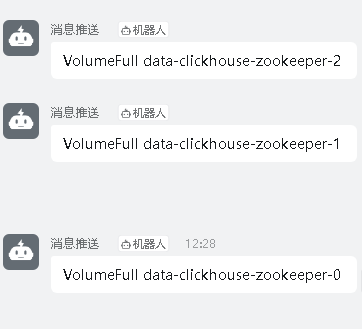 消息推送 机器人
VolumeFull data-clickhouse-zookeeper-2
消息推送 机器人
VolumeFull data-clickhouse-zookeeper-1
消息推送 机器人 12:28
VolumeFull data-clickhouse-zookeeper-0